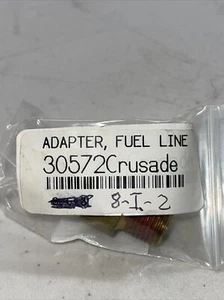 ADAPTER, FUEL LINE
30572Crusade
8-I-2